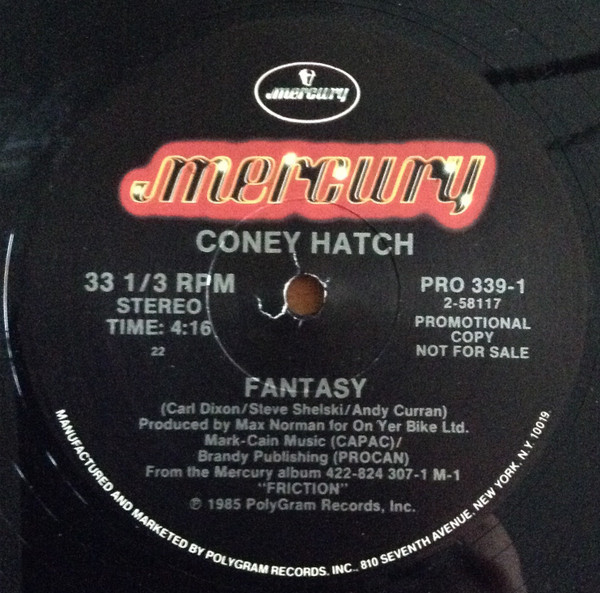 mercury
mercury
CONEY HATCH
33 1/3 RPM
STEREO
TIME: 4:16
22
PRO 339-1
2-58117
PROMOTIONAL
COPY
NOT FOR SALE
FANTASY
(Carl Dixon/Steve Shelski/Andy Curran)
Produced by Max Norman for On Yer Bike Ltd.
Mark-Cain Music (CAPAC)/
Brandy Publishing (PROCAN)
From the Mercury album 422-824 307-1 M-1
"FRICTION"
℗ 1985 PolyGram Records, Inc.
MANUFACTURED AND MARKETED BY POLYGRAM RECORDS, INC., 810 SEVENTH AVENUE, NEW YORK, N.Y. 10019